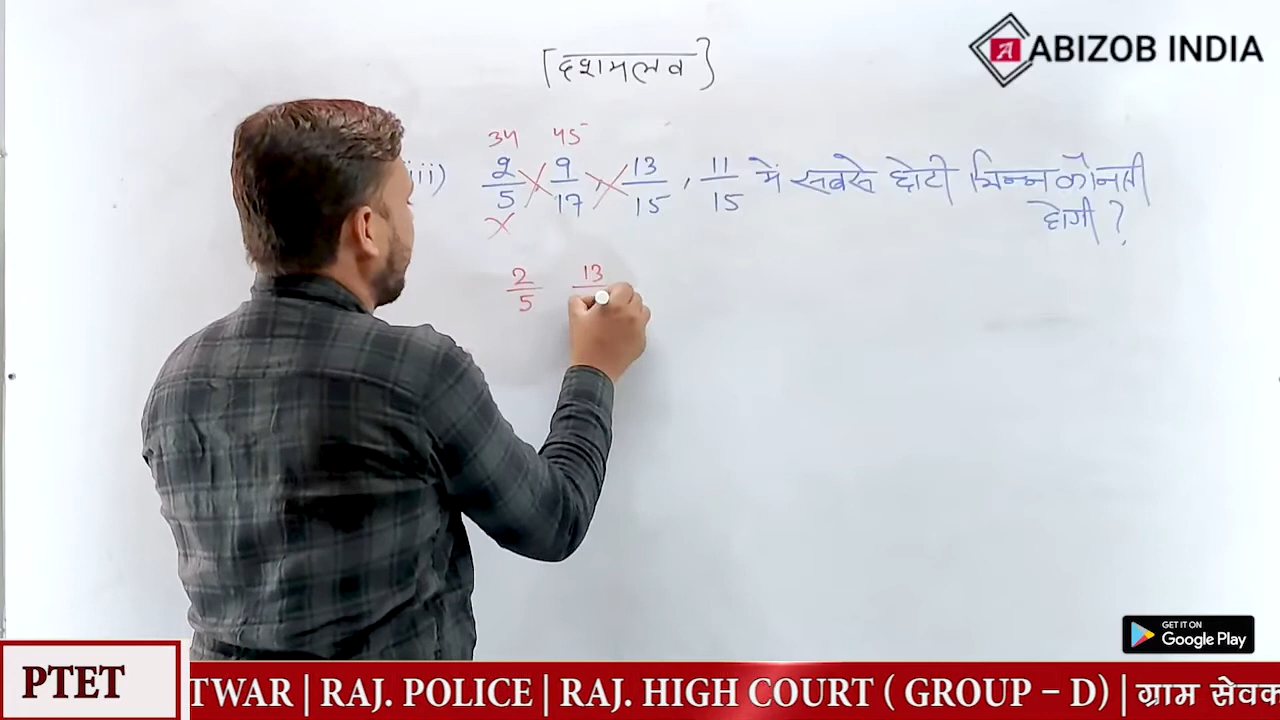 ABIZOB INDIA
[दशमलव}
34 45
iii) 2/5 , 9/17 , 13/15 , 11/15 में सबसे छोटी भिन्न कौनसी
होगी ?
2/5 13
GET IT ON
Google Play
PTET
TWAR | RAJ. POLICE | RAJ. HIGH COURT ( GROUP – D) | ग्राम सेवक